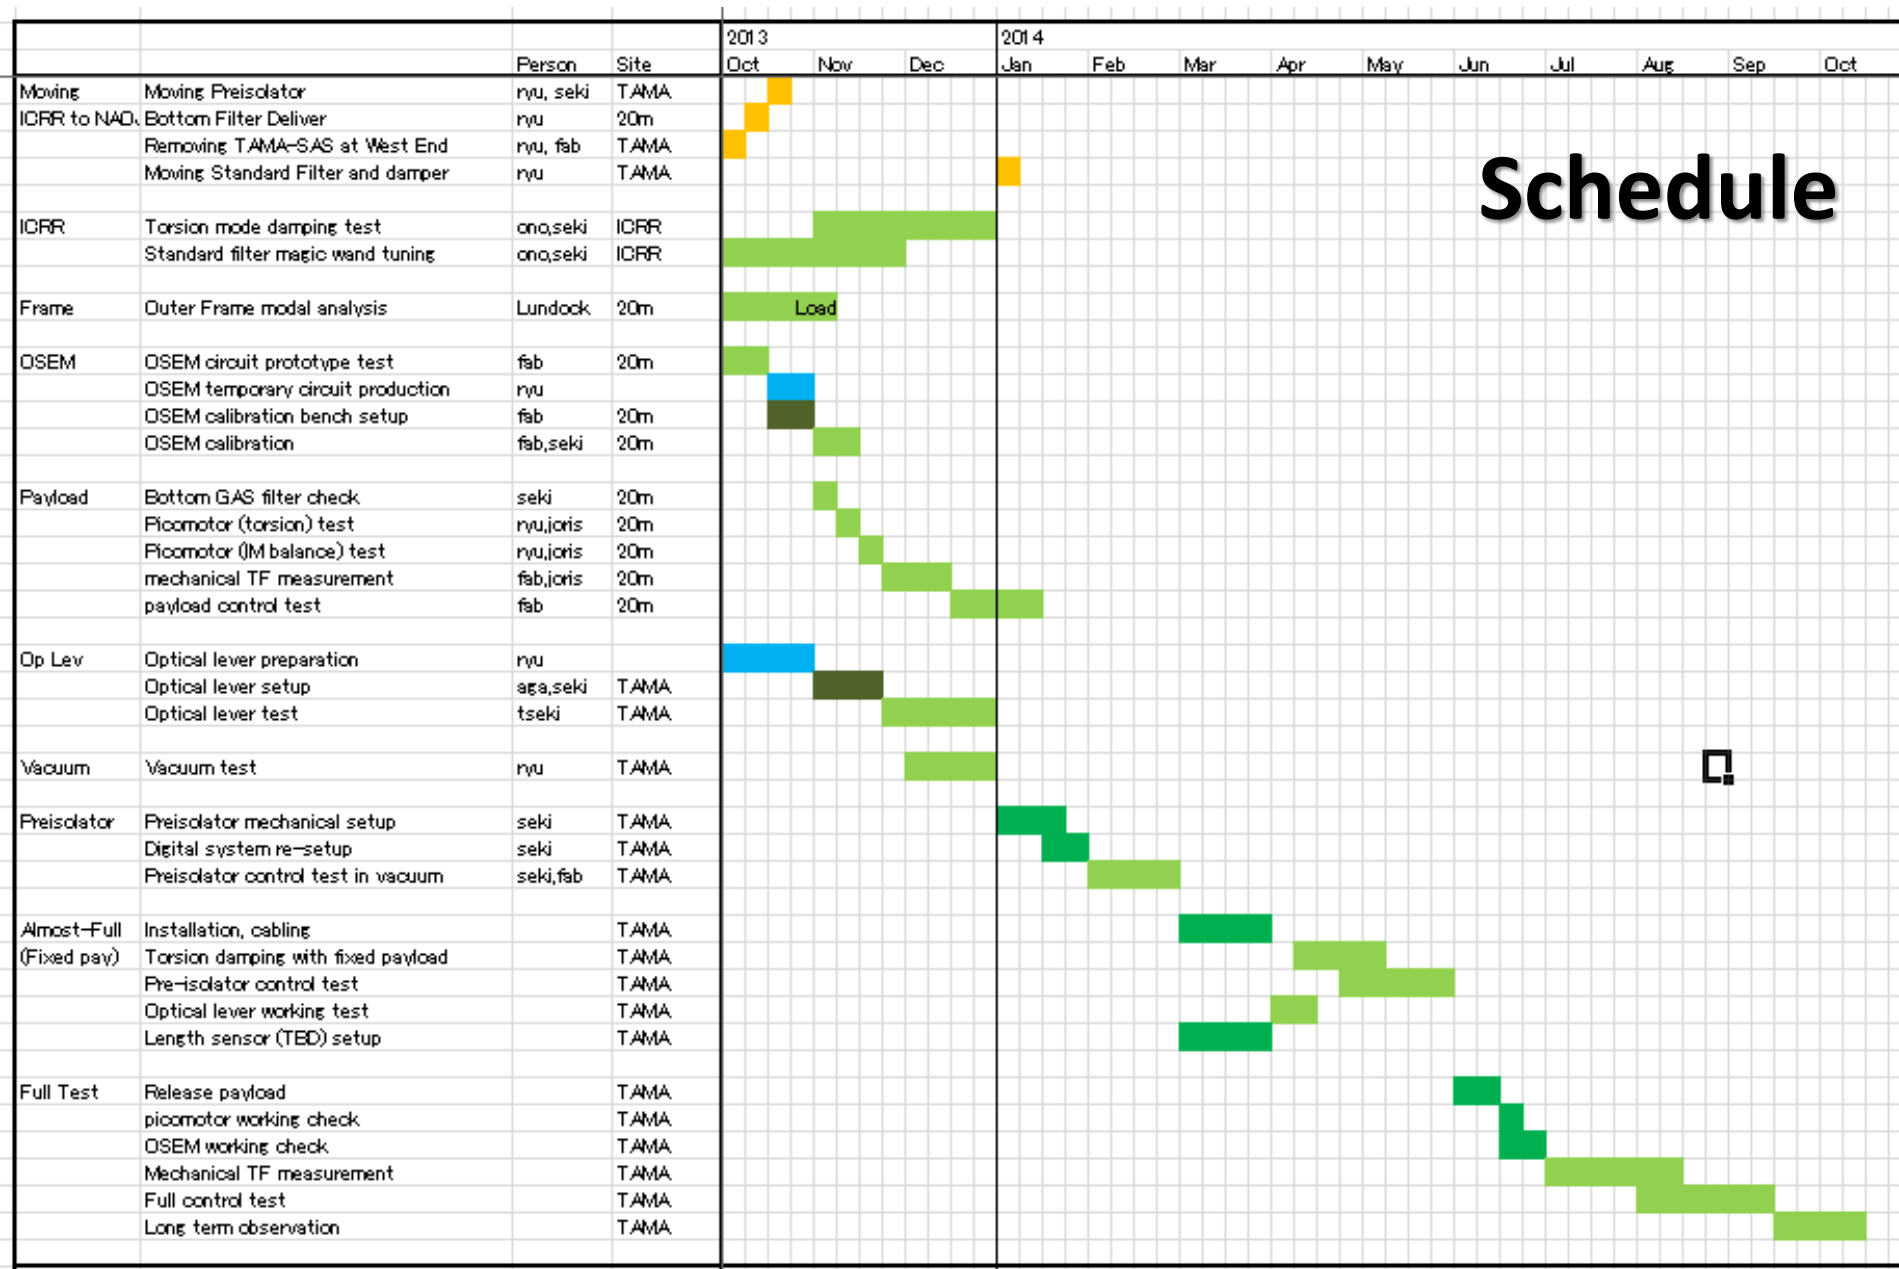 2013 2014
Person Site Oct Nov Dec Jan Feb Mar Apr May Jun Jul Aug Sep Oct
Moving Moving Preisolator ryu, seki TAMA
ICRR to NAO Bottom Filter Deliver ryu 20m
Removing TAMA-SAS at West End ryu, fab TAMA
Moving Standard Filter and damper ryu TAMA
Schedule
ICRR Torsion mode damping test ono,seki ICRR
Standard filter magic wand tuning ono,seki ICRR
Frame Outer Frame modal analysis Lundock 20m Load
OSEM OSEM circuit prototype test fab 20m
OSEM temporary circuit production ryu
OSEM calibration bench setup fab 20m
OSEM calibration fab,seki 20m
Payload Bottom GAS filter check seki 20m
Picomotor (torsion) test ryu,joris 20m
Picomotor (IM balance) test ryu,joris 20m
mechanical TF measurement fab,joris 20m
payload control test fab 20m
Op Lev Optical lever preparation ryu
Optical lever setup aga,seki TAMA
Optical lever test tseki TAMA
Vacuum Vacuum test ryu TAMA
Preisolator Preisolator mechanical setup seki TAMA
Digital system re-setup seki TAMA
Preisolator control test in vacuum seki,fab TAMA
Almost-Full Installation, cabling TAMA
(Fixed pay) Torsion damping with fixed payload TAMA
Pre-isolator control test TAMA
Optical lever working test TAMA
Length sensor (TBD) setup TAMA
Full Test Release payload TAMA
picomotor working check TAMA
OSEM working check TAMA
Mechanical TF measurement TAMA
Full control test TAMA
Long term observation TAMA